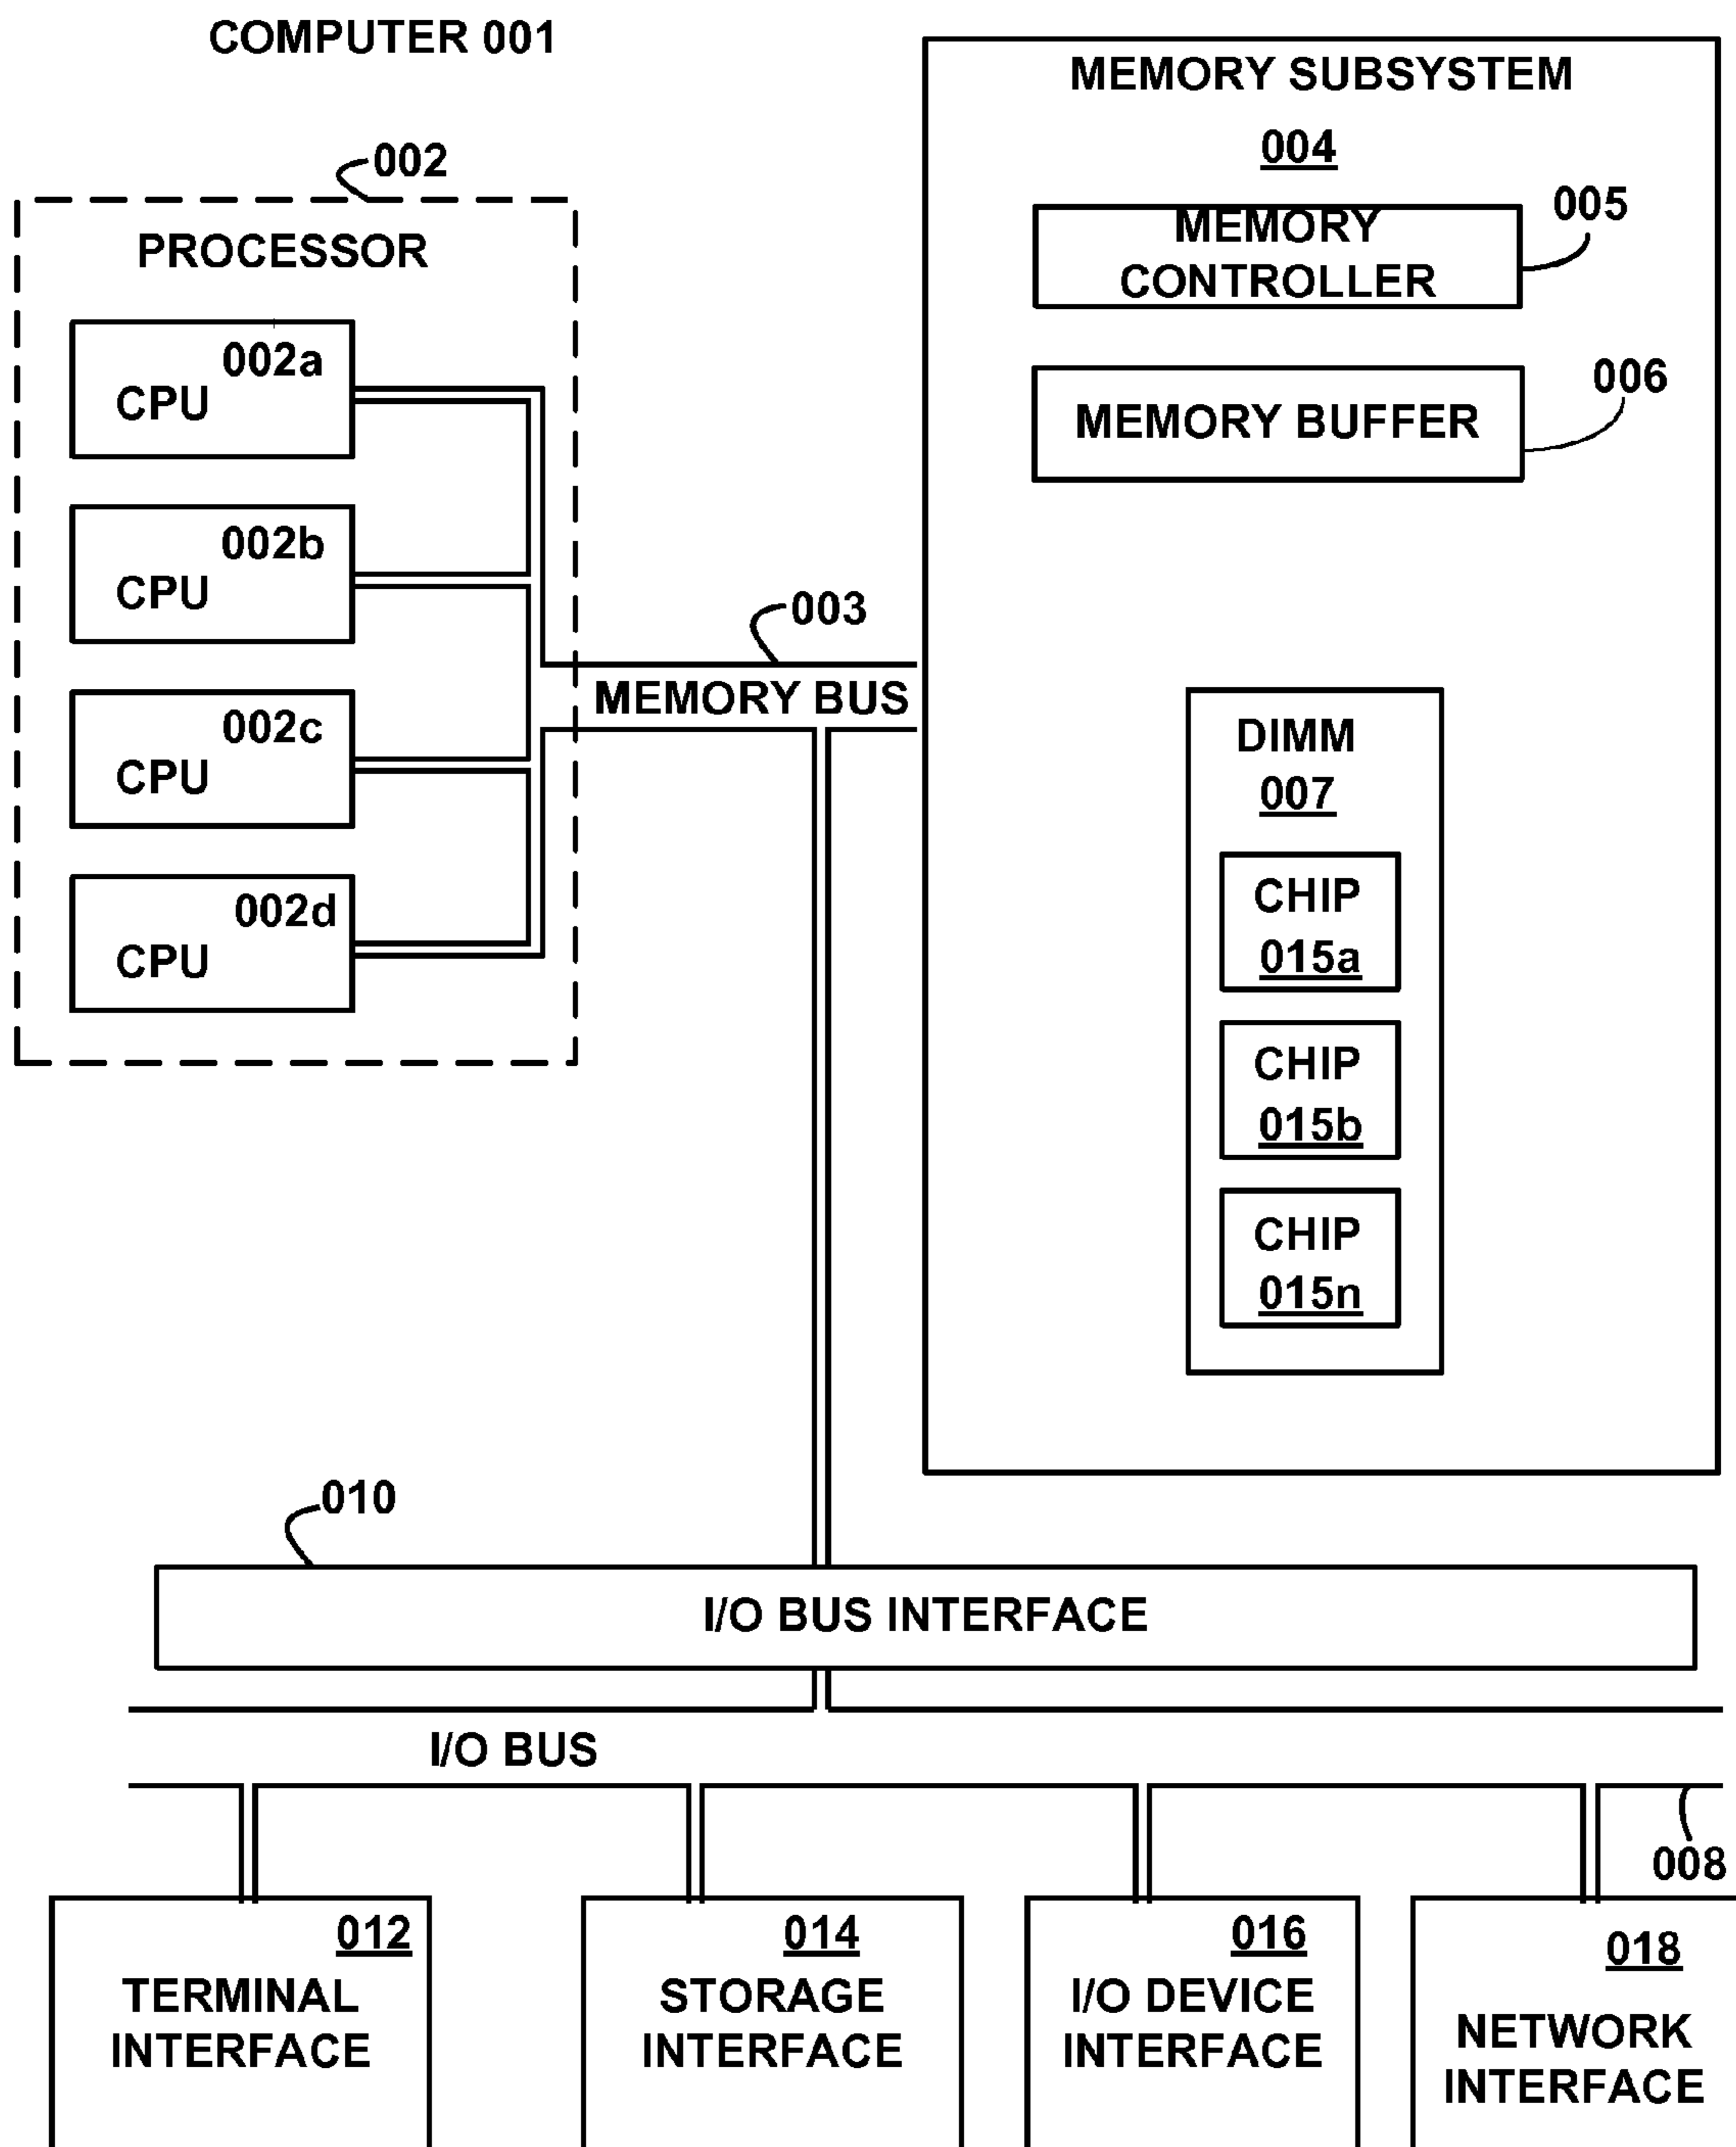 COMPUTER 001
002
PROCESSOR
002a
CPU
002b
CPU
002c
CPU
002d
CPU
003
MEMORY BUS
MEMORY SUBSYSTEM
004
MEMORY
CONTROLLER
005
MEMORY BUFFER
006
DIMM
007
CHIP
015a
CHIP
015b
CHIP
015n
010
I/O BUS INTERFACE
I/O BUS
008
012
TERMINAL
INTERFACE
014
STORAGE
INTERFACE
016
I/O DEVICE
INTERFACE
018
NETWORK
INTERFACE